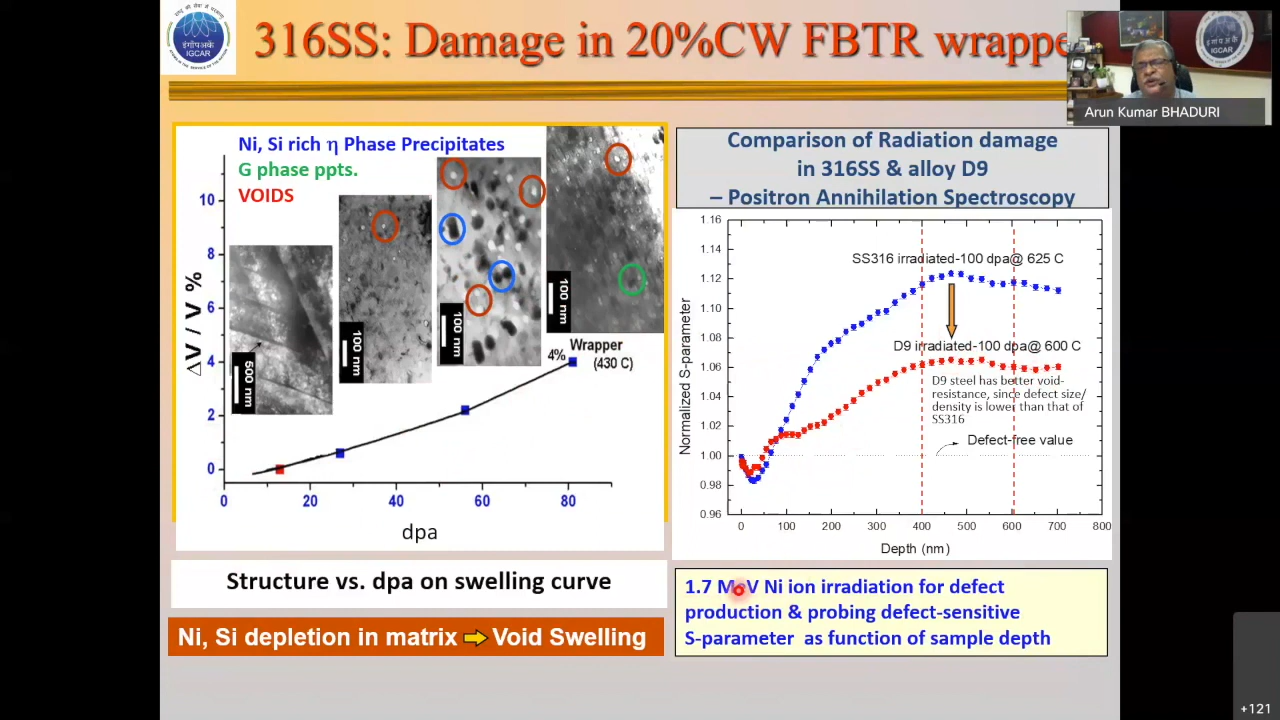 316SS: Damage in 20%CW FBTR wrappe
इंगांपअकें
IGCAR
Arun Kumar BHADURI
Ni, Si rich η Phase Precipitates
G phase ppts.
VOIDS
ΔV / V %
10
8
6
4
2
0
500 nm
100 nm
100 nm
100 nm
4%
Wrapper
(430 C)
0
20
40
60
80
dpa
Structure vs. dpa on swelling curve
Ni, Si depletion in matrix ⇨ Void Swelling
Comparison of Radiation damage
in 316SS & alloy D9
– Positron Annihilation Spectroscopy
Normalized S-parameter
1.16
1.14
1.12
1.10
1.08
1.06
1.04
1.02
1.00
0.98
0.96
SS316 irradiated-100 dpa@ 625 C
D9 irradiated-100 dpa@ 600 C
D9 steel has better void-
resistance, since defect size/
density is lower than that of
SS316
Defect-free value
0
100
200
300
400
500
600
700
800
Depth (nm)
1.7 MeV Ni ion irradiation for defect
production & probing defect-sensitive
S-parameter as function of sample depth
+121